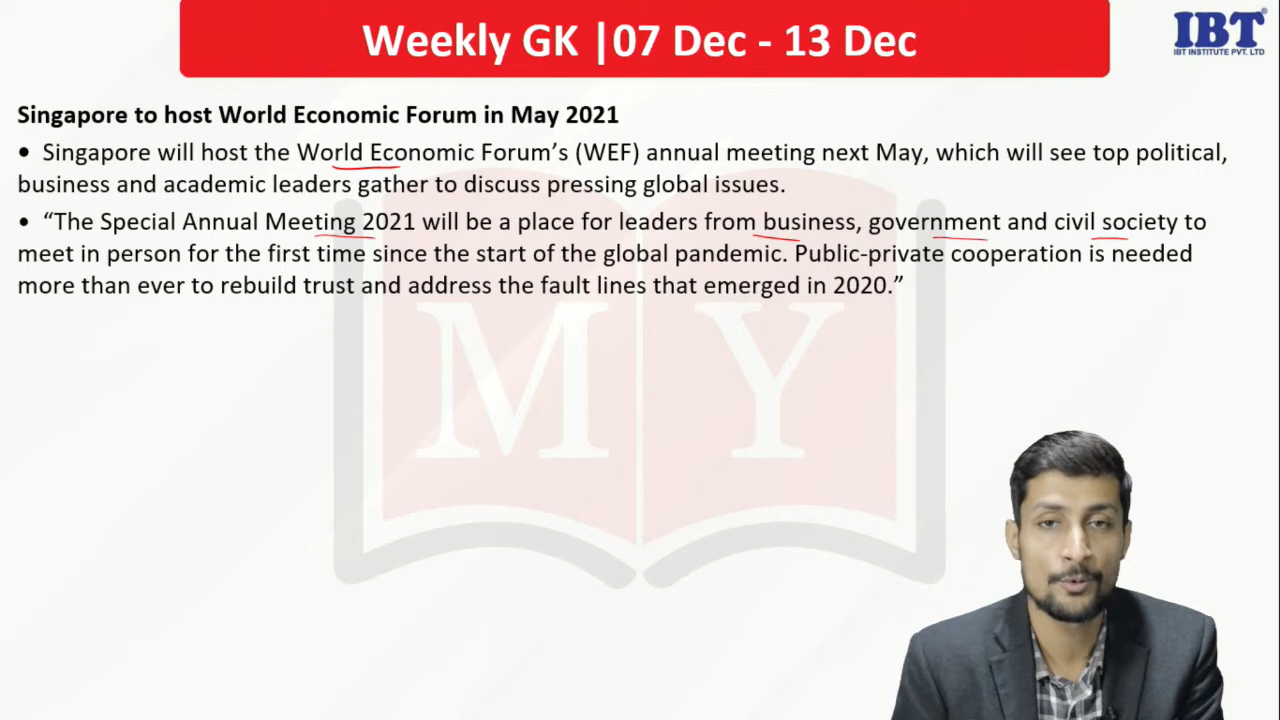 Weekly GK |07 Dec - 13 Dec
IBT
IBT INSTITUTE PVT. LTD
Singapore to host World Economic Forum in May 2021
• Singapore will host the World Economic Forum’s (WEF) annual meeting next May, which will see top political,
business and academic leaders gather to discuss pressing global issues.
• “The Special Annual Meeting 2021 will be a place for leaders from business, government and civil society to
meet in person for the first time since the start of the global pandemic. Public-private cooperation is needed
more than ever to rebuild trust and address the fault lines that emerged in 2020.”
M Y